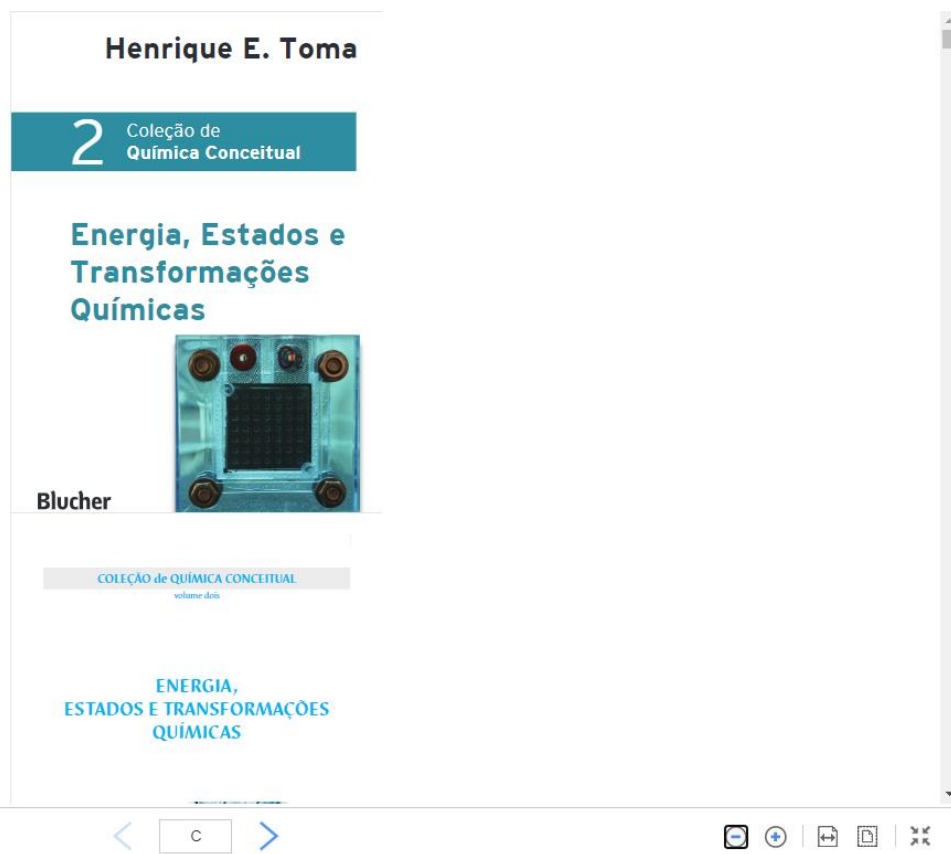 Henrique E. Toma
2
Coleção de
Química Conceitual
Energia, Estados e
Transformações
Químicas
Blucher
COLEÇÃO de QUÍMICA CONCEITUAL
volume dois
ENERGIA,
ESTADOS E TRANSFORMAÇÕES
QUÍMICAS
C